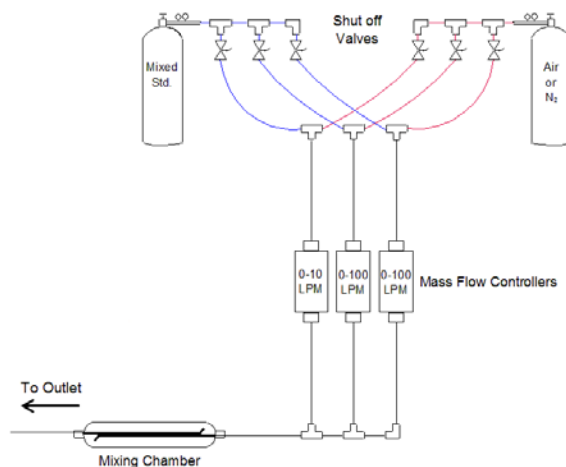 Shut off
Valves
Mixed
Std.
Air
or
N₂
0-10
LPM
0-100
LPM
0-100
LPM
Mass Flow Controllers
To Outlet
Mixing Chamber